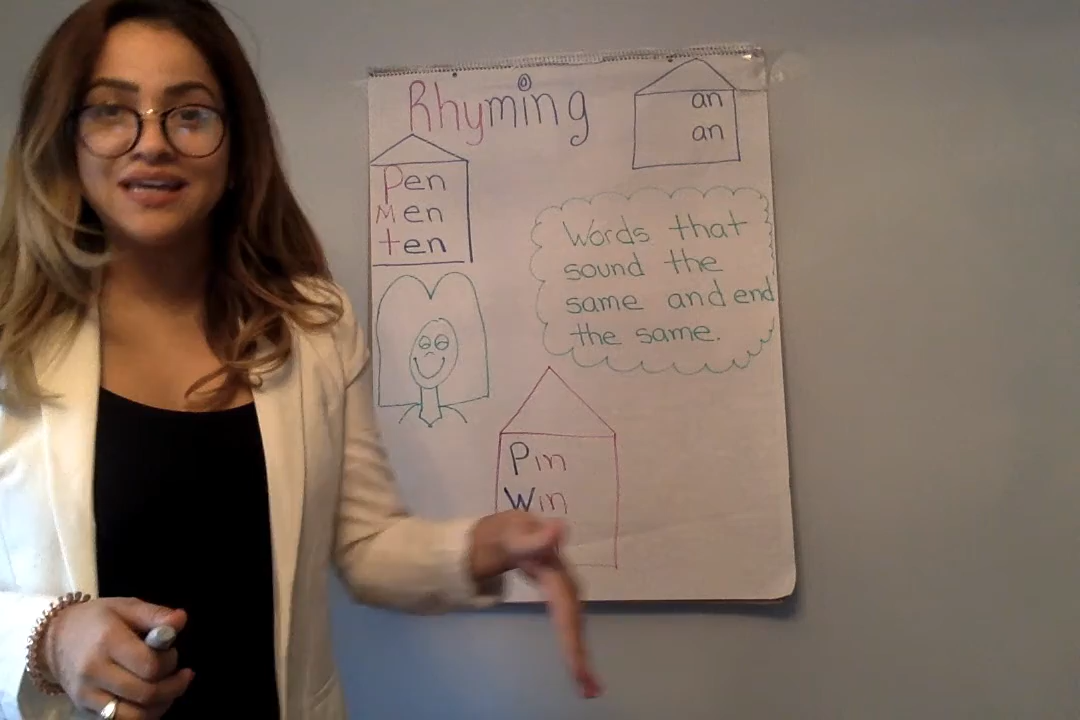 Rhyming
an
an
Pen
Men
ten
Words that
sound the
same and end
the same.
Pin
Win